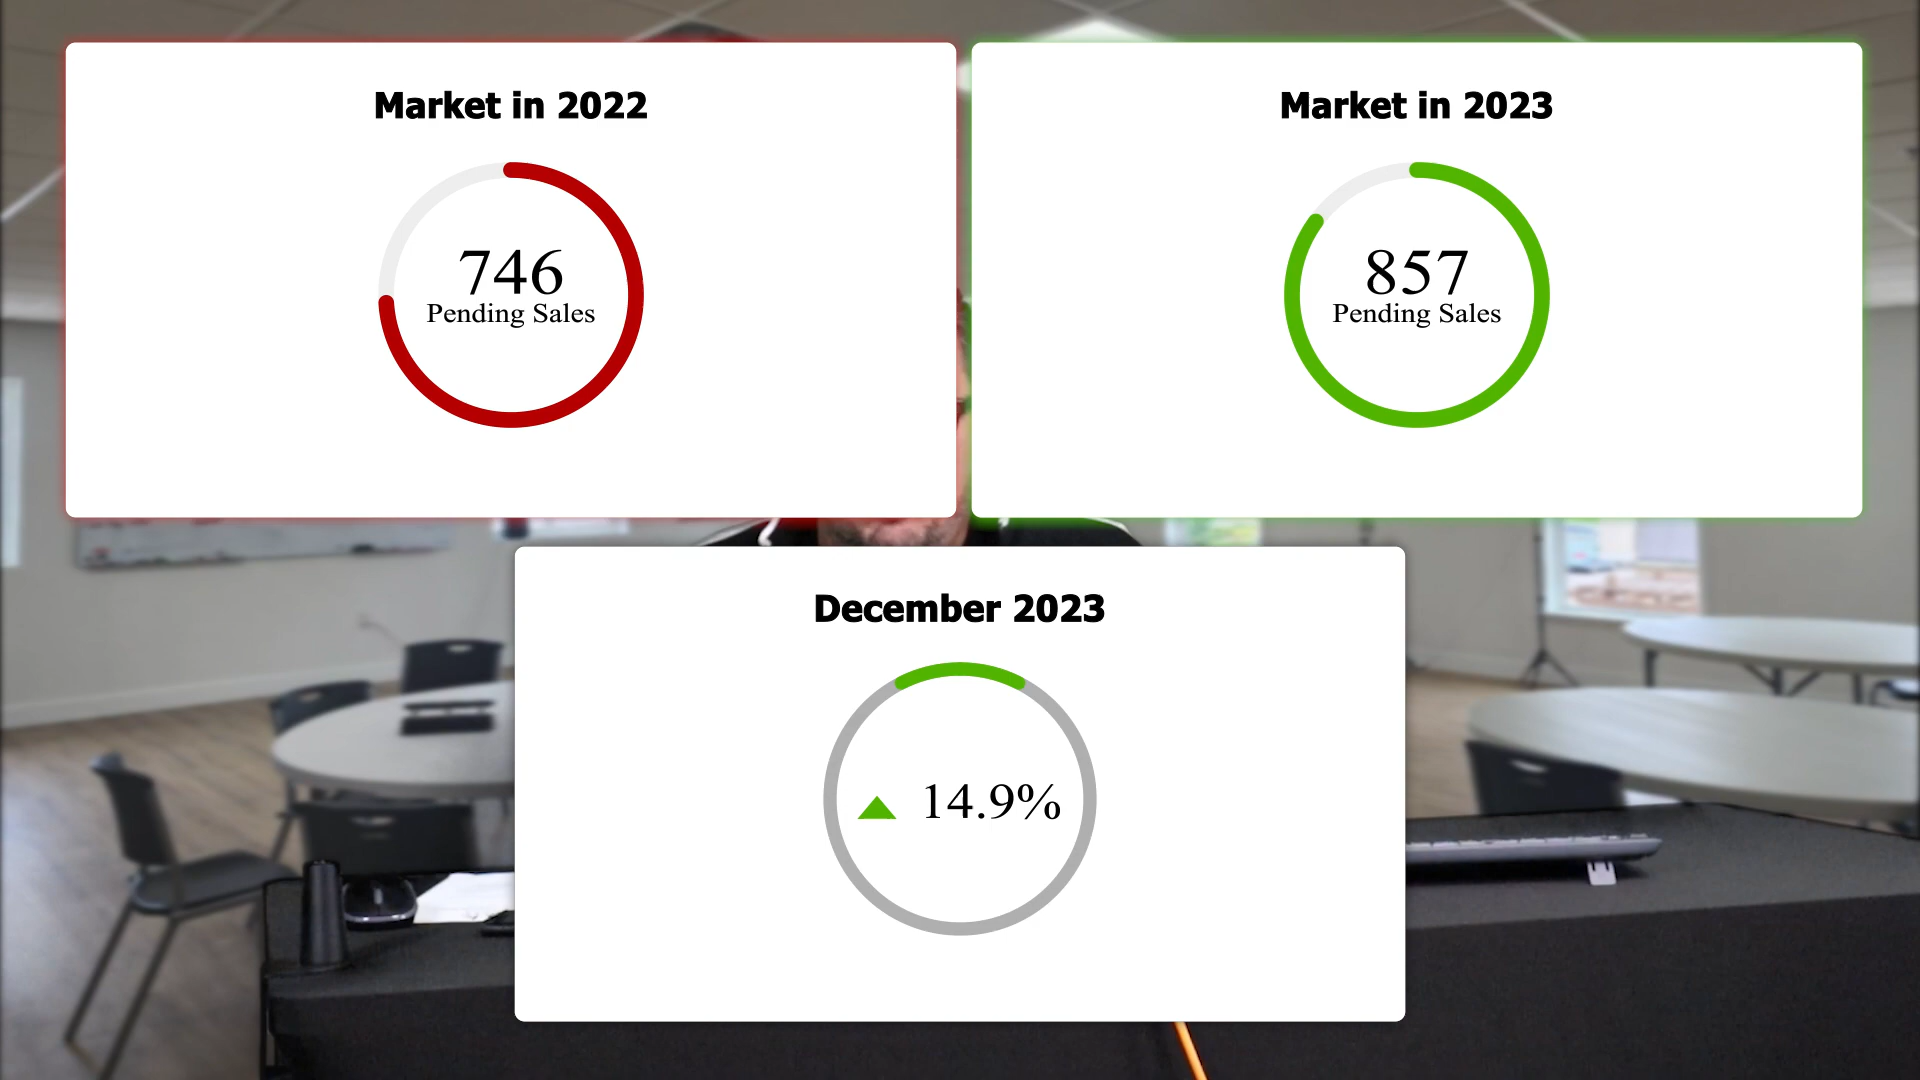 Market in 2022
746
Pending Sales
Market in 2023
857
Pending Sales
December 2023
14.9%